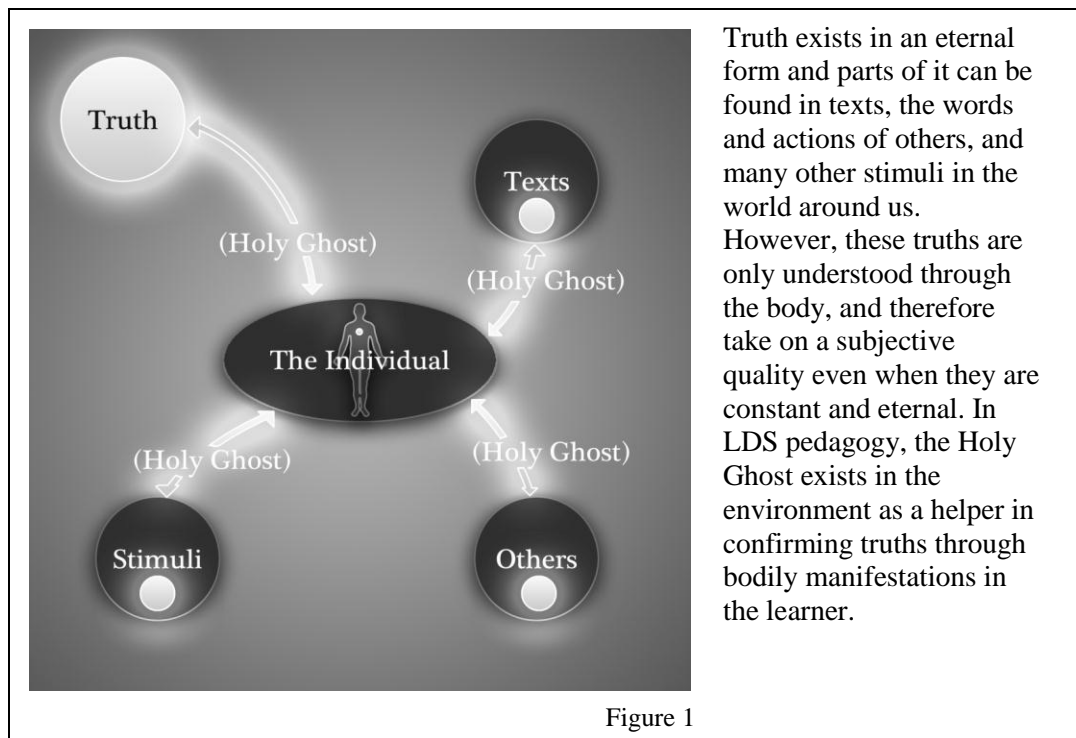 Truth
Texts
(Holy Ghost)
(Holy Ghost)
The Individual
(Holy Ghost)
(Holy Ghost)
Stimuli
Others
Truth exists in an eternal
form and parts of it can be
found in texts, the words
and actions of others, and
many other stimuli in the
world around us.
However, these truths are
only understood through
the body, and therefore
take on a subjective
quality even when they are
constant and eternal. In
LDS pedagogy, the Holy
Ghost exists in the
environment as a helper in
confirming truths through
bodily manifestations in
the learner.
Figure 1